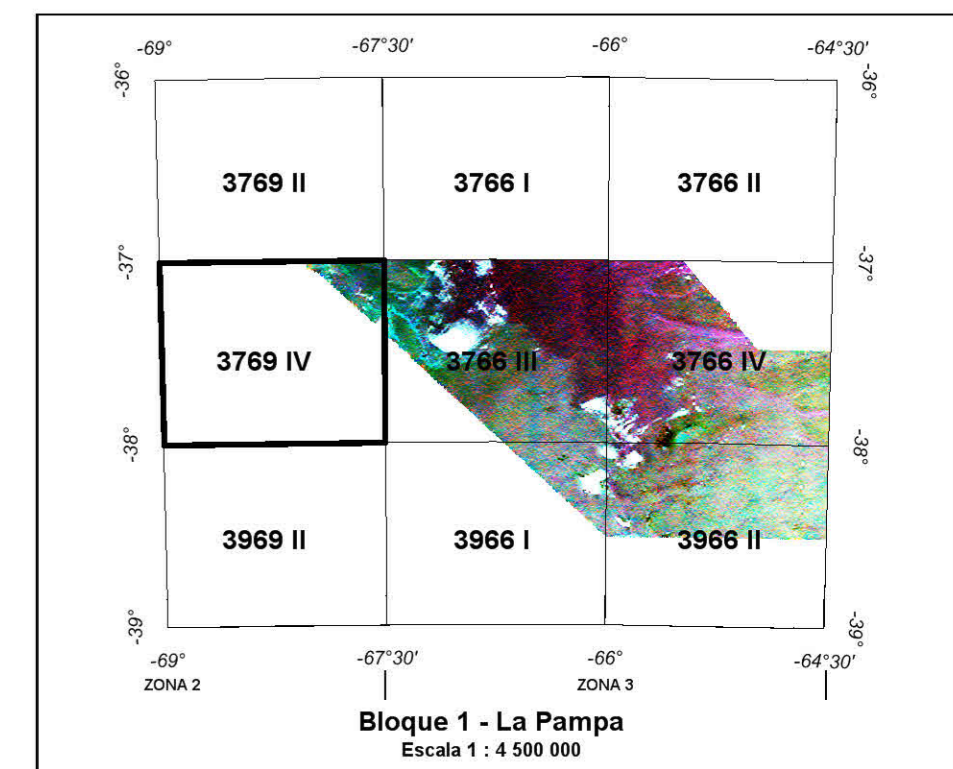 -69° -67°30' -66° -64°30'
-36° -36°
3769 II 3766 I 3766 II
-37° -37°
3769 IV 3766 III 3766 IV
-38° -38°
3969 II 3966 I 3966 II
-39° -39°
-69° -67°30' -66° -64°30'
ZONA 2 ZONA 3
Bloque 1 - La Pampa
Escala 1 : 4 500 000